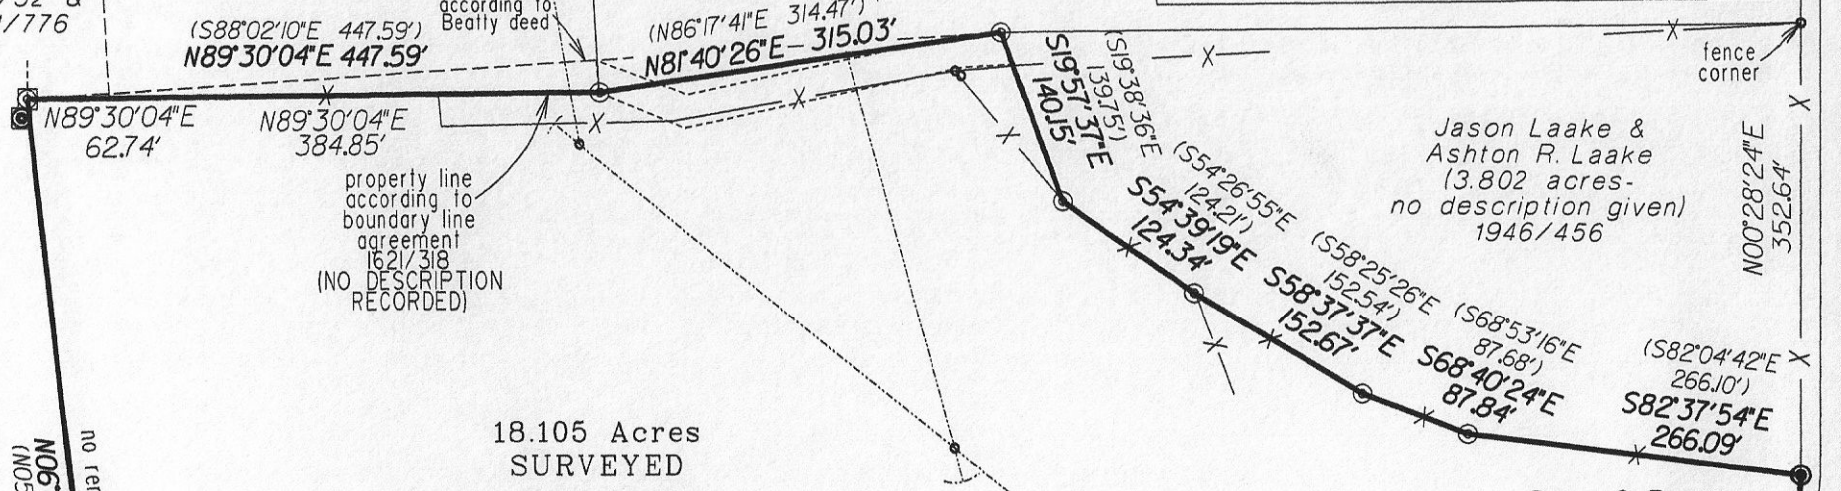 /776
(S88°02'10"E 447.59')
N89°30'04"E 447.59'
according to
Beatty deed
(N86°17'41"E 314.47')
N81°40'26"E - 315.03'
fence
corner
N89°30'04"E
62.74'
N89°30'04"E
384.85'
property line
according to
boundary line
agreement
1621/318
(NO DESCRIPTION
RECORDED)
S19°57'37"E
140.15'
(S19°38'36"E
139.75')
Jason Laake &
Ashton R. Laake
(3.802 acres-
no description given)
1946/456
N00°28'24"E
352.64'
(S54°26'55"E
124.21')
S54°39'19"E
124.34'
(S58°25'26"E
152.54')
S58°37'37"E
152.67'
(S68°53'16"E
87.68')
S68°40'24"E
87.84'
(S82°04'42"E
266.10')
S82°37'54"E
266.09'
18.105 Acres
SURVEYED
N06°
(N05
no